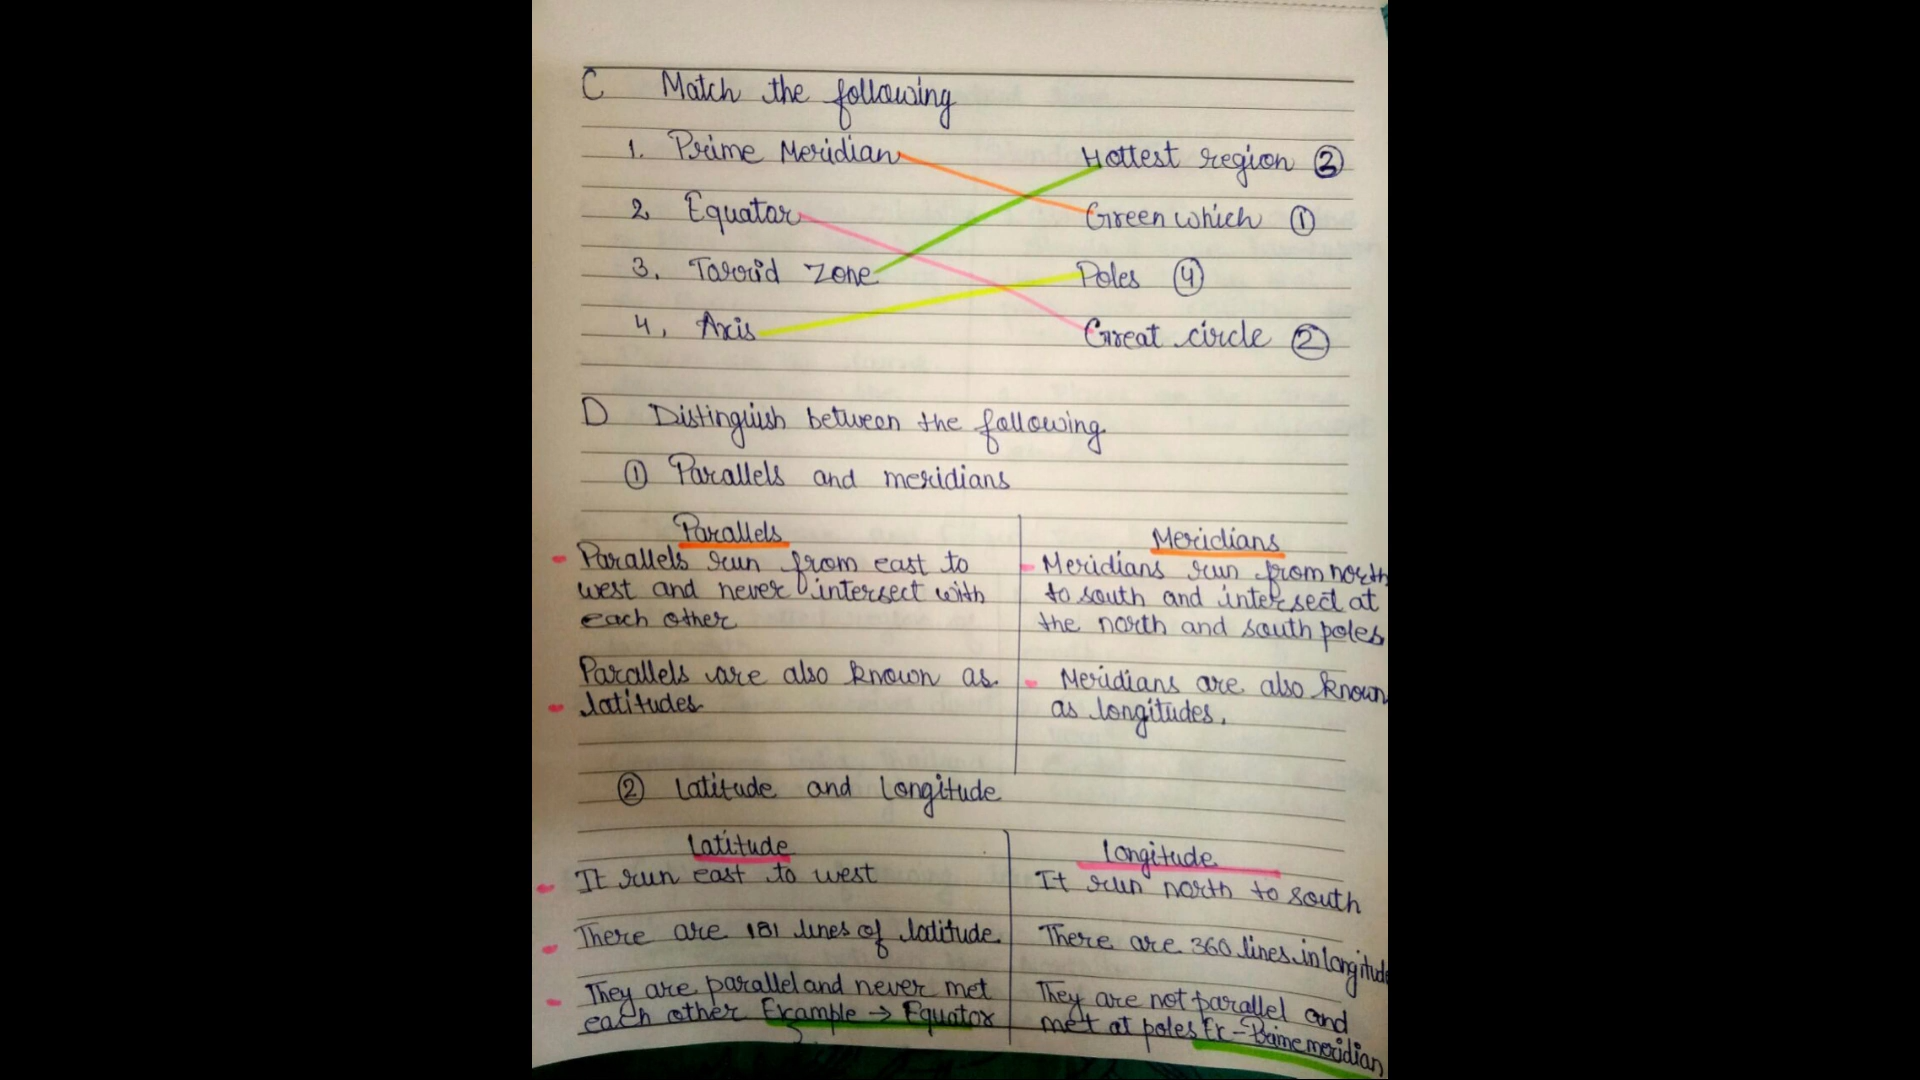 C Match the following
1. Prime Meridian Hottest region 3
2 Equator Greenwhich 1
3. Torrid Zone Poles 4
4. Axis Great circle 2
D Distinguish between the following
1 Parallels and meridians
Parallels Meridians
- Parallels run from east to - Meridians run from north
west and never intersect with to south and intersect at
each other the north and south poles
Parallels are also known as - Meridians are also known
- latitudes as longitudes.
2 Latitude and Longitude
Latitude Longitude
- It run east to west It run north to south
- There are 181 lines of latitude. There are 360 lines in longitude
- They are parallel and never met They are not parallel and
each other Example → Equator met at poles Ex - Prime meridian